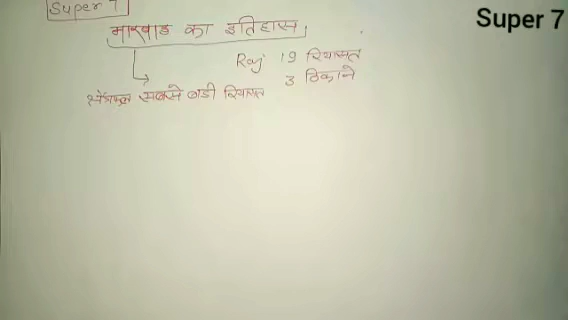 Super 7
Super 7
मारवाड का इतिहास
Raj 19 रियासत
3 ठिकाने
क्षेत्रफल सबसे बडी रियासत